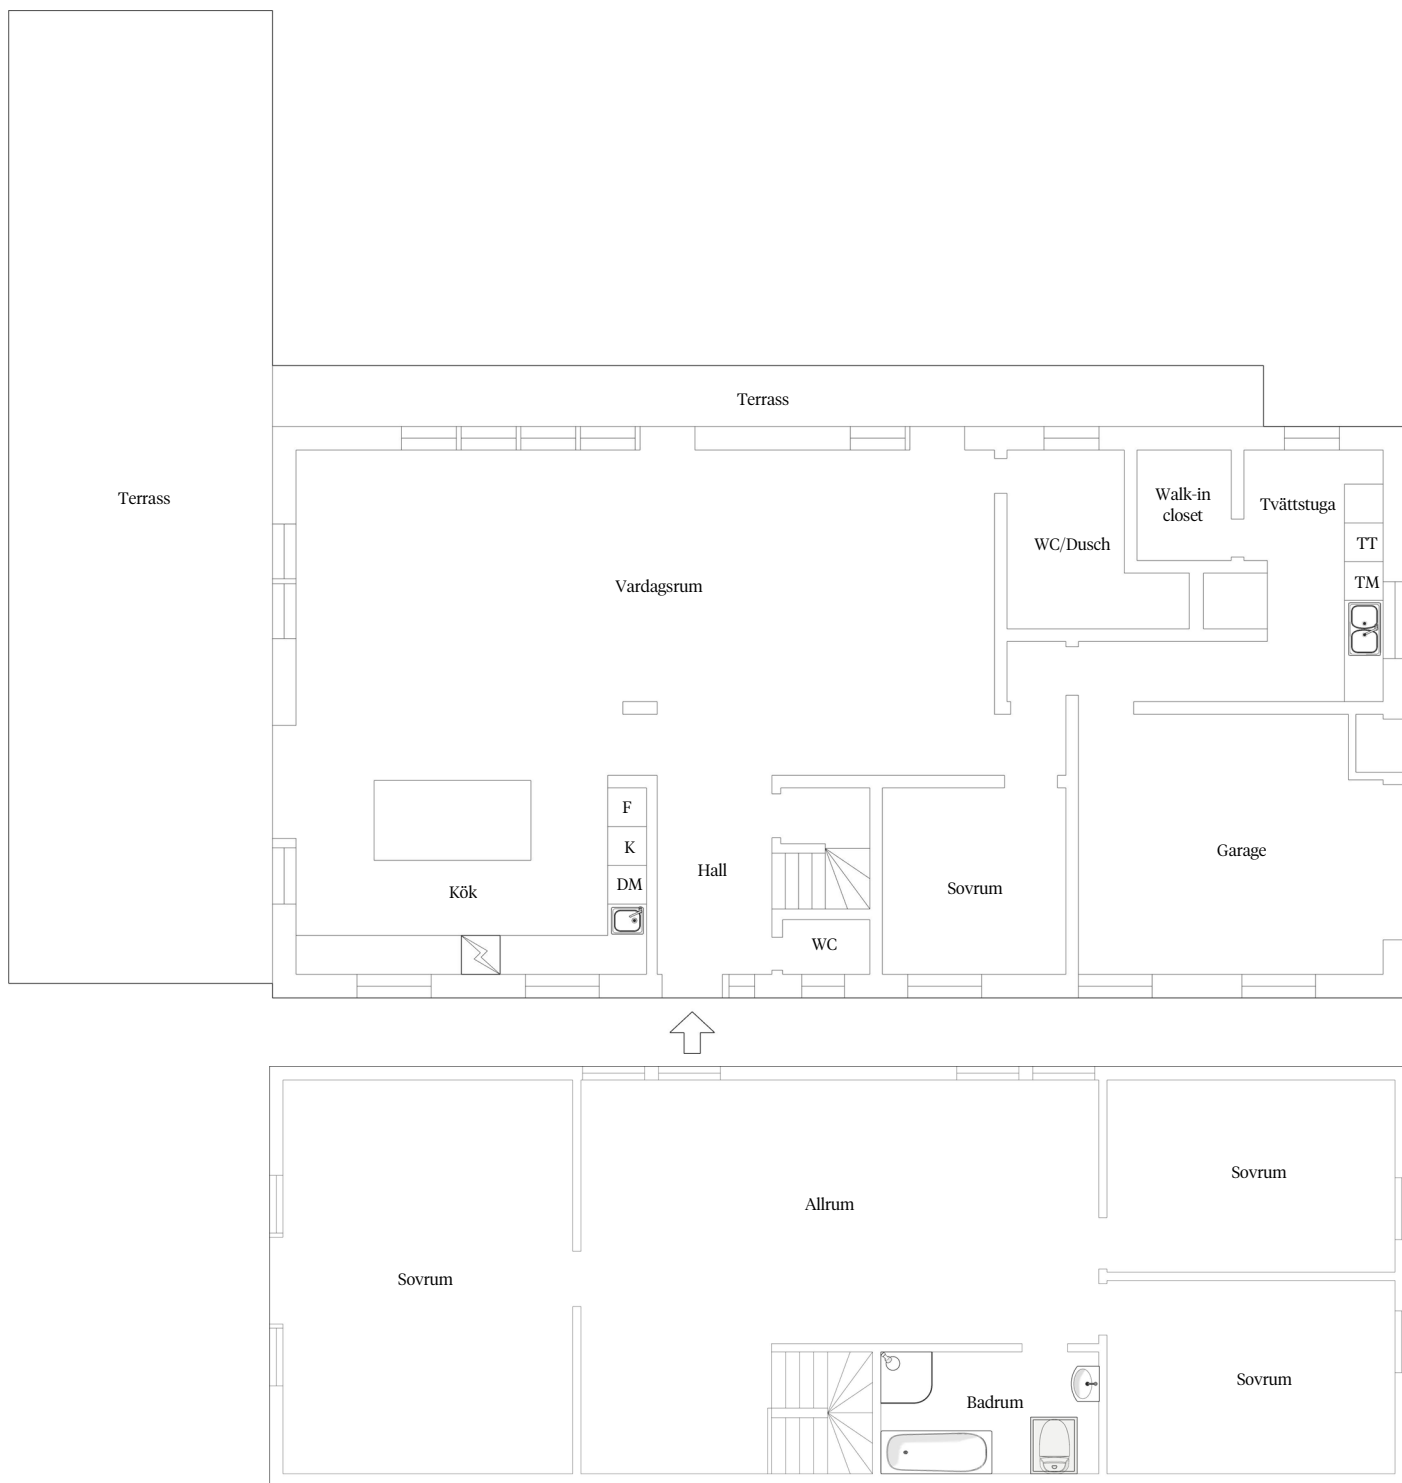 Terrass
Terrass
Walk-in
closet
Tvättstuga
WC/Dusch
TT
TM
Vardagsrum
F
K
DM
Kök
Hall
WC
Sovrum
Garage
Sovrum
Allrum
Sovrum
Sovrum
Badrum